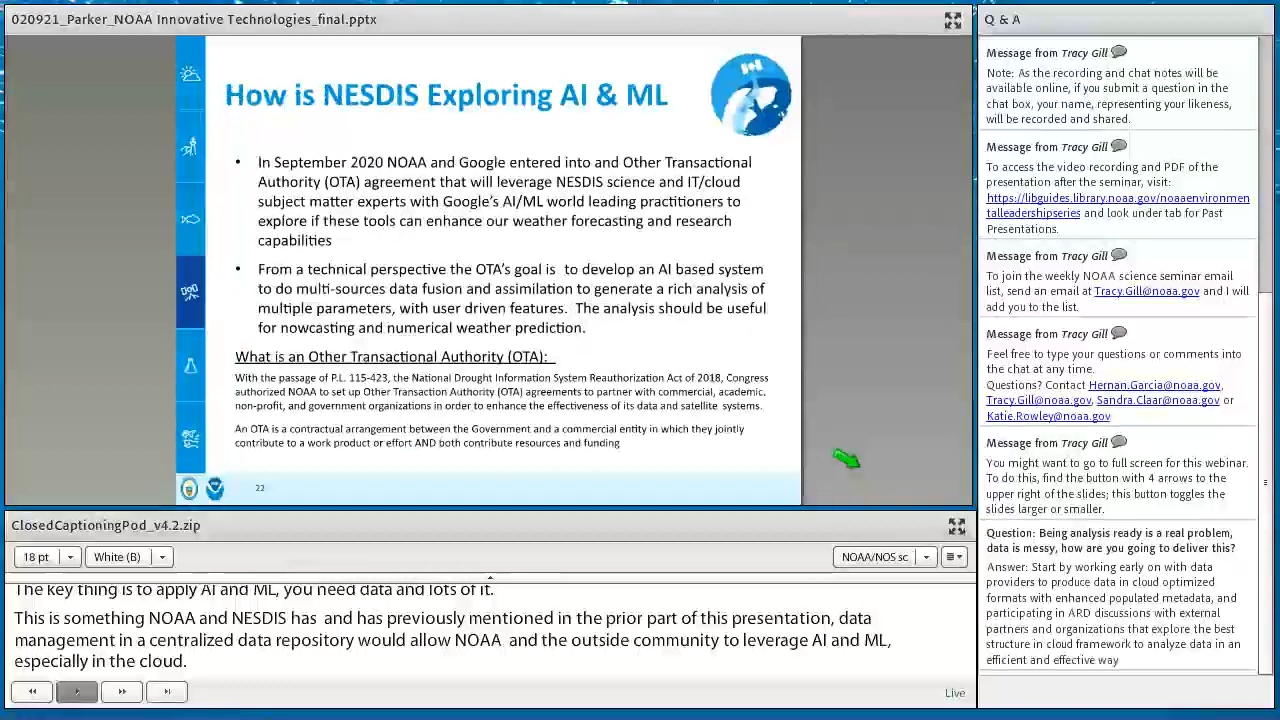 020921_Parker_NOAA Innovative Technologies_final.pptx
How is NESDIS Exploring AI & ML
• In September 2020 NOAA and Google entered into and Other Transactional
Authority (OTA) agreement that will leverage NESDIS science and IT/cloud
subject matter experts with Google's AI/ML world leading practitioners to
explore if these tools can enhance our weather forecasting and research
capabilities
• From a technical perspective the OTA's goal is to develop an AI based system
to do multi-sources data fusion and assimilation to generate a rich analysis of
multiple parameters, with user driven features. The analysis should be useful
for nowcasting and numerical weather prediction.
What is an Other Transactional Authority (OTA):
With the passage of P.L. 115-423, the National Drought Information System Reauthorization Act of 2018, Congress
authorized NOAA to set up Other Transaction Authority (OTA) agreements to partner with commercial, academic,
non-profit, and government organizations in order to enhance the effectiveness of its data and satellite systems.
An OTA is a contractual arrangement between the Government and a commercial entity in which they jointly
contribute to a work product or effort AND both contribute resources and funding
22
ClosedCaptioningPod_v4.2.zip
18 pt
White (B)
NOAA/NOS sc
The key thing is to apply AI and ML, you need data and lots of it.
This is something NOAA and NESDIS has and has previously mentioned in the prior part of this presentation, data
management in a centralized data repository would allow NOAA and the outside community to leverage AI and ML,
especially in the cloud.
Live
Q & A
Message from Tracy Gill
Note: As the recording and chat notes will be
available online, if you submit a question in the
chat box, your name, representing your likeness,
will be recorded and shared.
Message from Tracy Gill
To access the video recording and PDF of the
presentation after the seminar, visit:
https://libguides.library.noaa.gov/noaaenvironmen
talleadershipseries and look under tab for Past
Presentations.
Message from Tracy Gill
To join the weekly NOAA science seminar email
list, send an email at Tracy.Gill@noaa.gov and I will
add you to the list.
Message from Tracy Gill
Feel free to type your questions or comments into
the chat at any time.
Questions? Contact Hernan.Garcia@noaa.gov,
Tracy.Gill@noaa.gov, Sandra.Claar@noaa.gov or
Katie.Rowley@noaa.gov
Message from Tracy Gill
You might want to go to full screen for this webinar.
To do this, find the button with 4 arrows to the
upper right of the slides; this button toggles the
slides larger or smaller.
Question: Being analysis ready is a real problem,
data is messy, how are you going to deliver this?
Answer: Start by working early on with data
providers to produce data in cloud optimized
formats with enhanced populated metadata, and
participating in ARD discussions with external
partners and organizations that explore the best
structure in cloud framework to analyze data in an
efficient and effective way